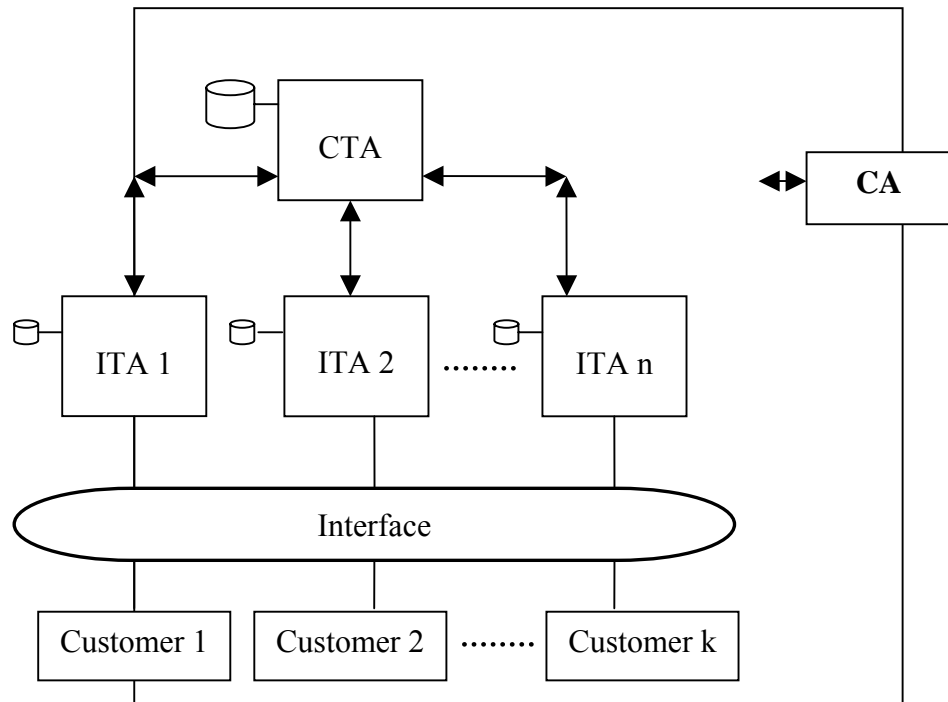 CTA
CA
ITA 1
ITA 2
........
ITA n
Interface
Customer 1
Customer 2
........
Customer k